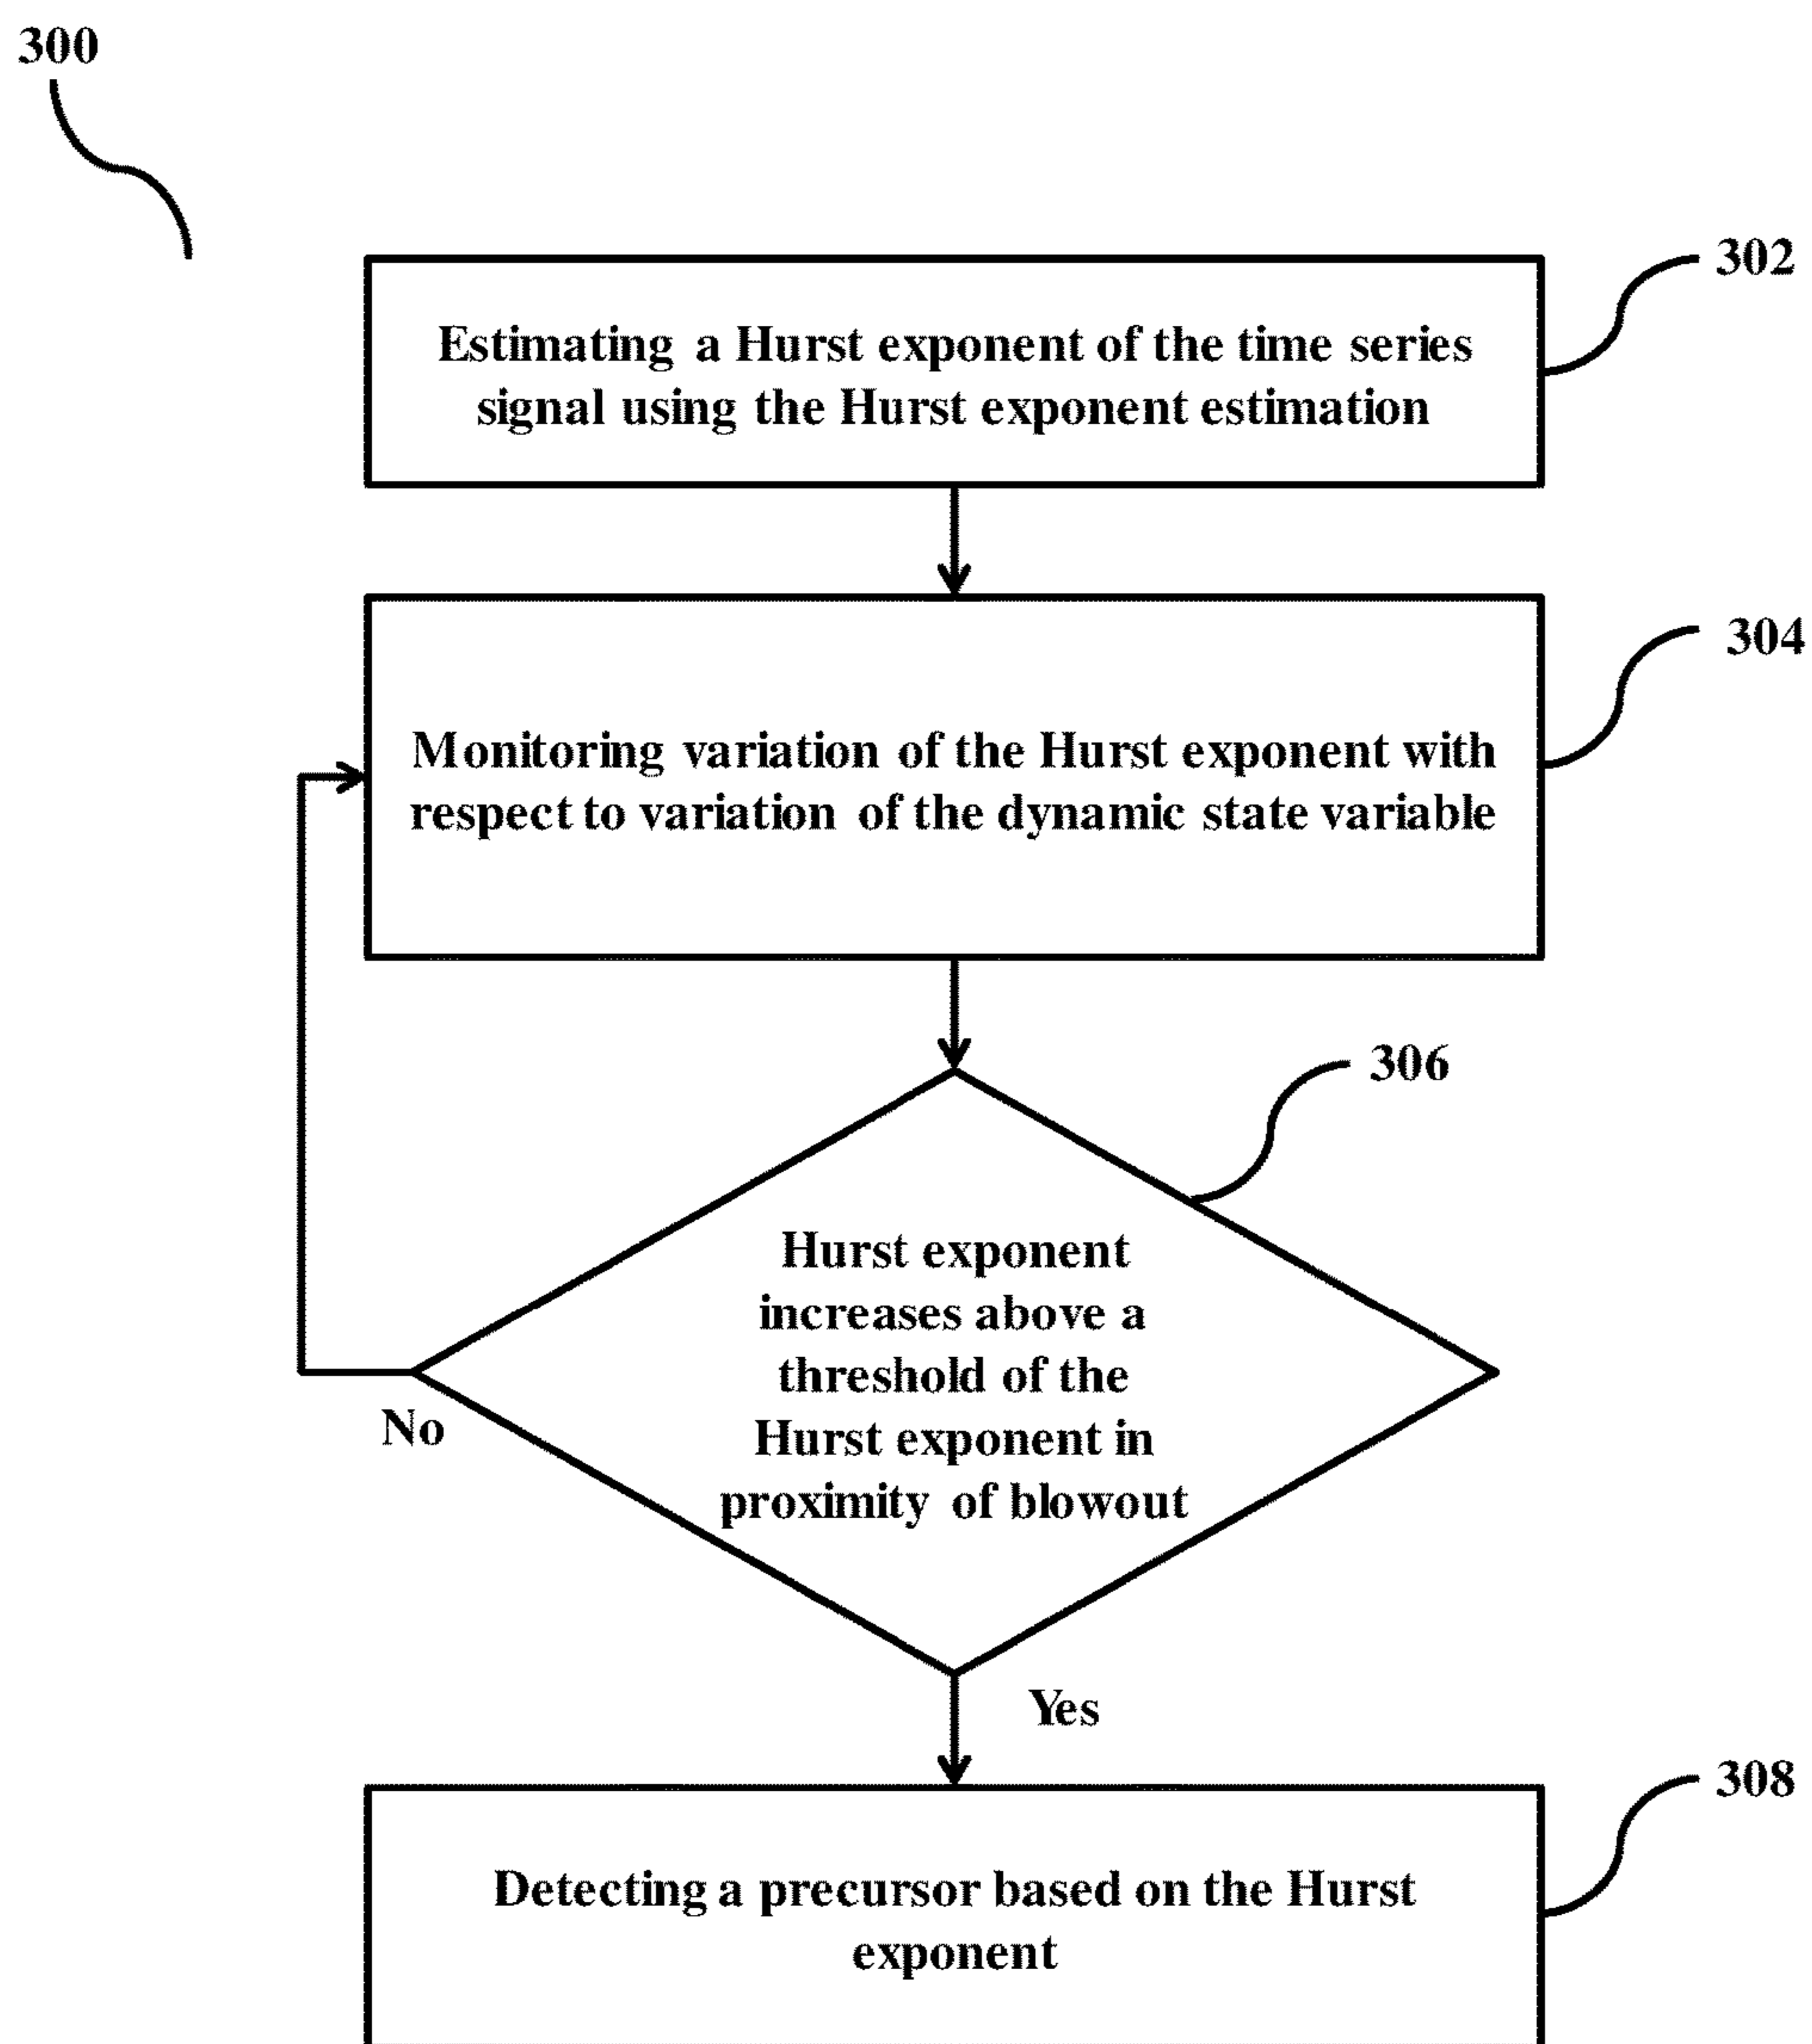 300
302
Estimating a Hurst exponent of the time series
signal using the Hurst exponent estimation
304
Monitoring variation of the Hurst exponent with
respect to variation of the dynamic state variable
306
Hurst exponent
increases above a
threshold of the
Hurst exponent in
proximity of blowout
No
Yes
308
Detecting a precursor based on the Hurst
exponent